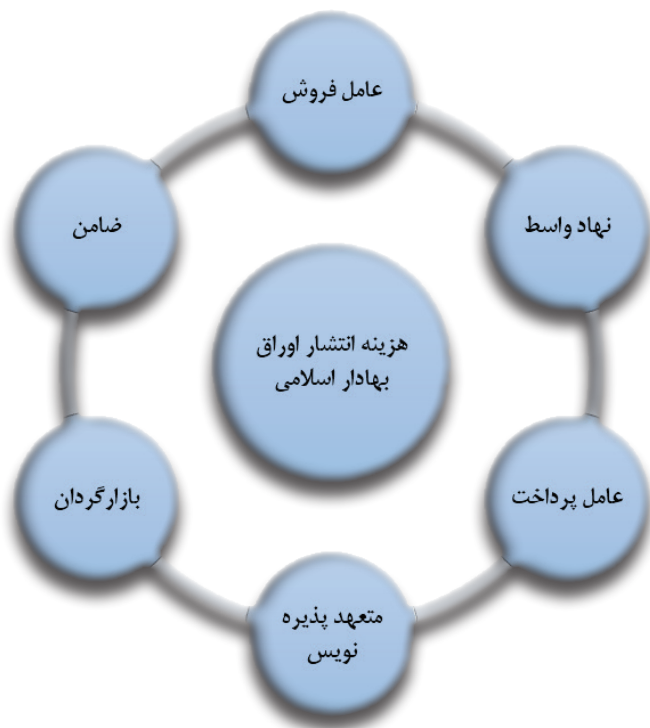 عامل فروش
نهاد واسط
ضامن
هزینه انتشار اوراق
بهادار اسلامی
عامل پرداخت
بازارگردان
متعهد پذیره
نویس